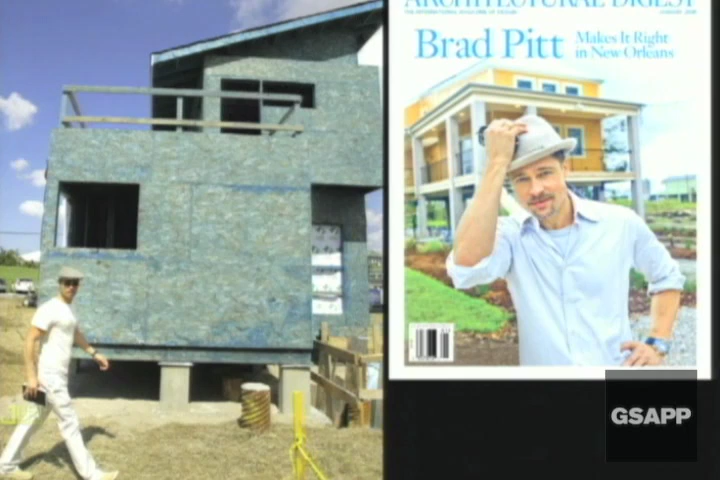 ARCHITECTURAL DIGEST
Brad Pitt
Makes It Right
in New Orleans
GSAPP